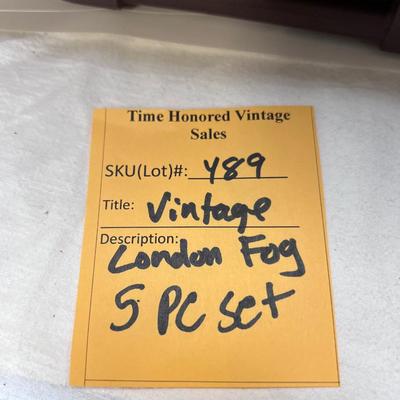 Time Honored Vintage
Sales
SKU(Lot)#: Y89
Title: Vintage
Description:
London Fog
5 PC Set